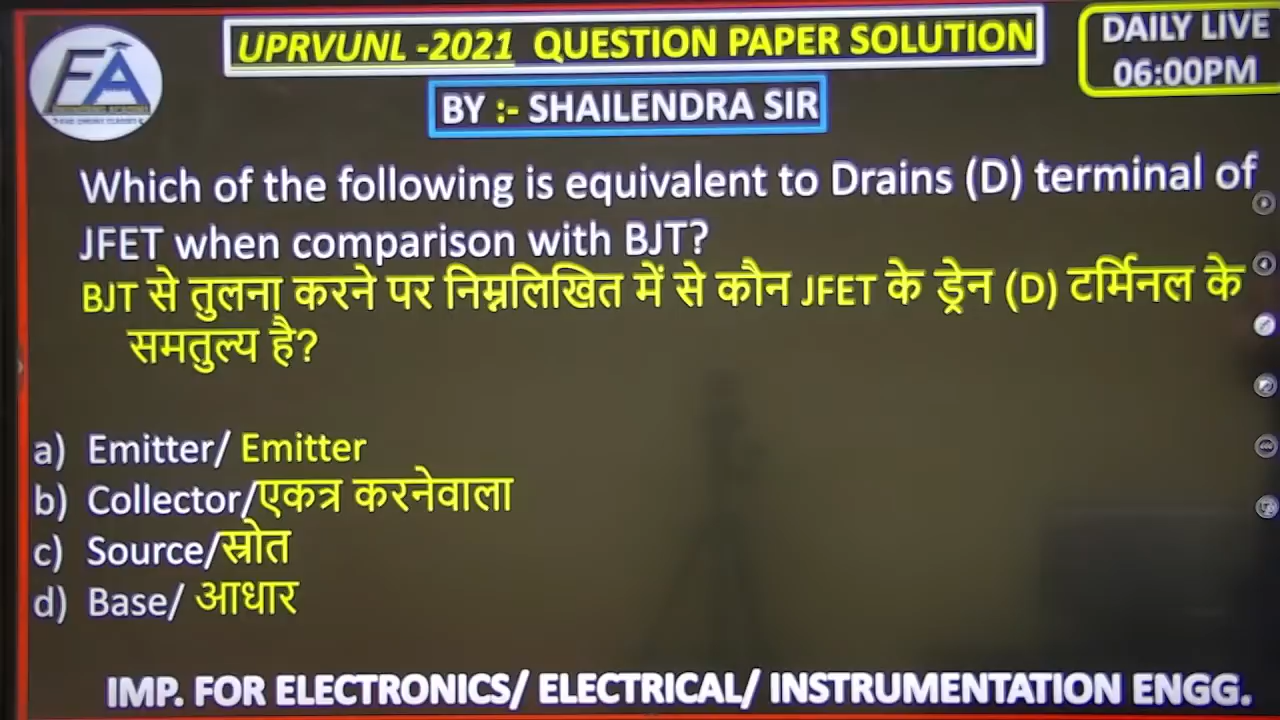 UPRVUNL -2021 QUESTION PAPER SOLUTION
DAILY LIVE
06:00PM
BY :- SHAILENDRA SIR
FA
Which of the following is equivalent to Drains (D) terminal of
JFET when comparison with BJT?
BJT से तुलना करने पर निम्नलिखित में से कौन JFET के ड्रेन (D) टर्मिनल के
समतुल्य है?
a) Emitter/ Emitter
b) Collector/एकत्र करनेवाला
c) Source/स्रोत
d) Base/ आधार
IMP. FOR ELECTRONICS/ ELECTRICAL/ INSTRUMENTATION ENGG.